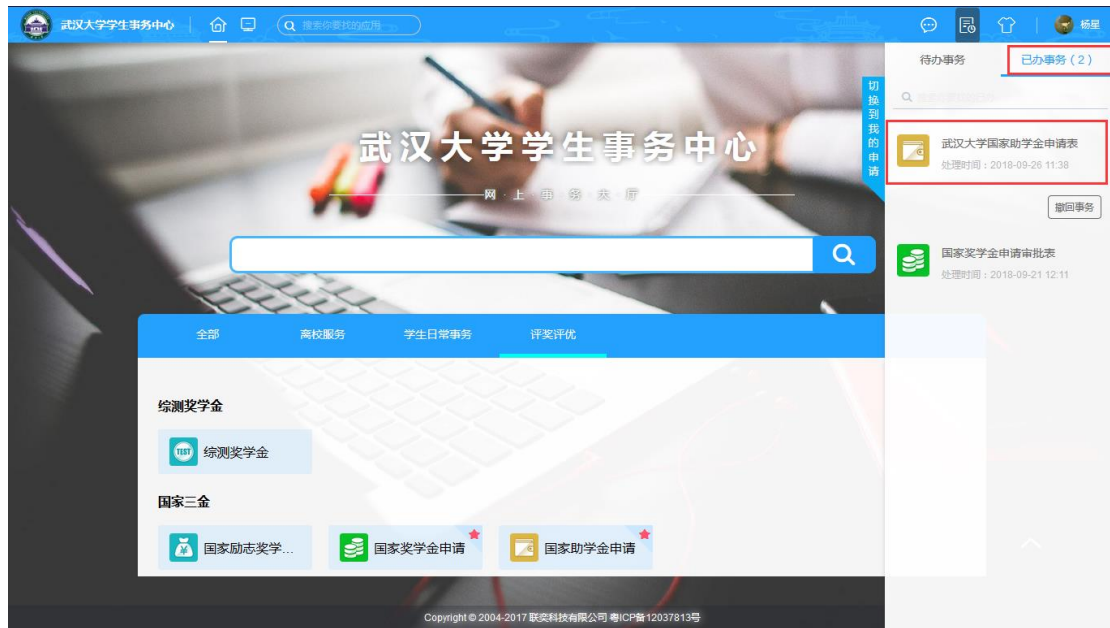 武汉大学学生事务中心
搜索你要找的应用
杨星
待办事务
已办事务(2)
切换到我的申请
武汉大学国家助学金申请表
处理时间:2018-09-26 11:38
撤回事务
国家奖学金申请审批表
处理时间:2018-09-21 12:11
武汉大学学生事务中心
网·上·事·务·大·厅
全部
离校服务
学生日常事务
评奖评优
综测奖学金
TEST
综测奖学金
国家三金
国家励志奖学...
国家奖学金申请
国家助学金申请
Copyright © 2004-2017 联奕科技有限公司 粤ICP备12037813号